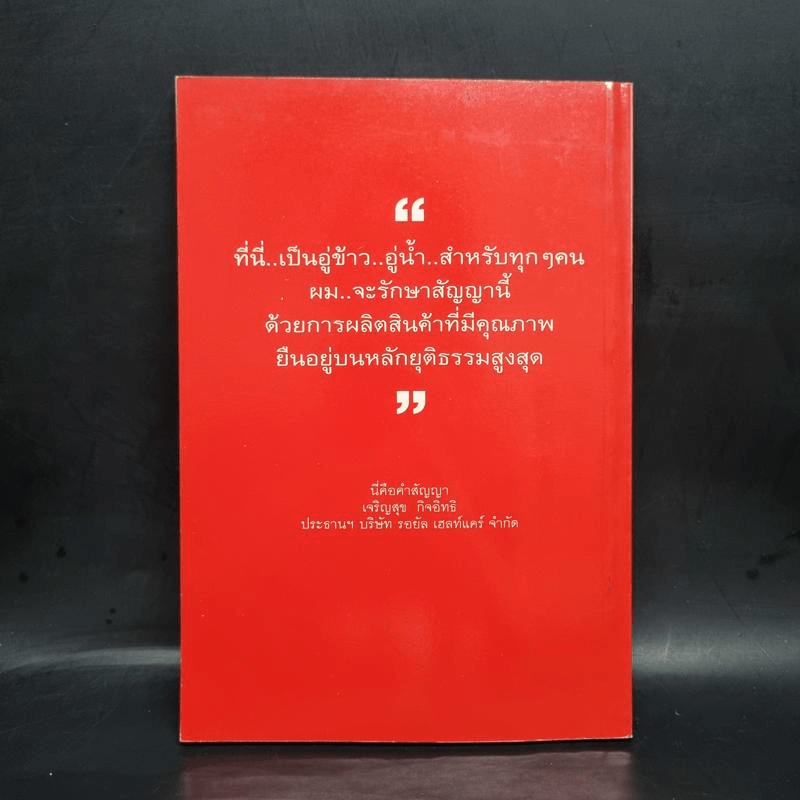 “
ที่นี่..เป็นอู่ข้าว..อู่น้ำ..สำหรับทุกๆคน
ผม..จะรักษาสัญญานี้
ด้วยการผลิตสินค้าที่มีคุณภาพ
ยืนอยู่บนหลักยุติธรรมสูงสุด
”
นี่คือคำสัญญา
เจริญสุข กิจอิทธิ
ประธานฯ บริษัท รอยัล เฮลท์แคร์ จำกัด